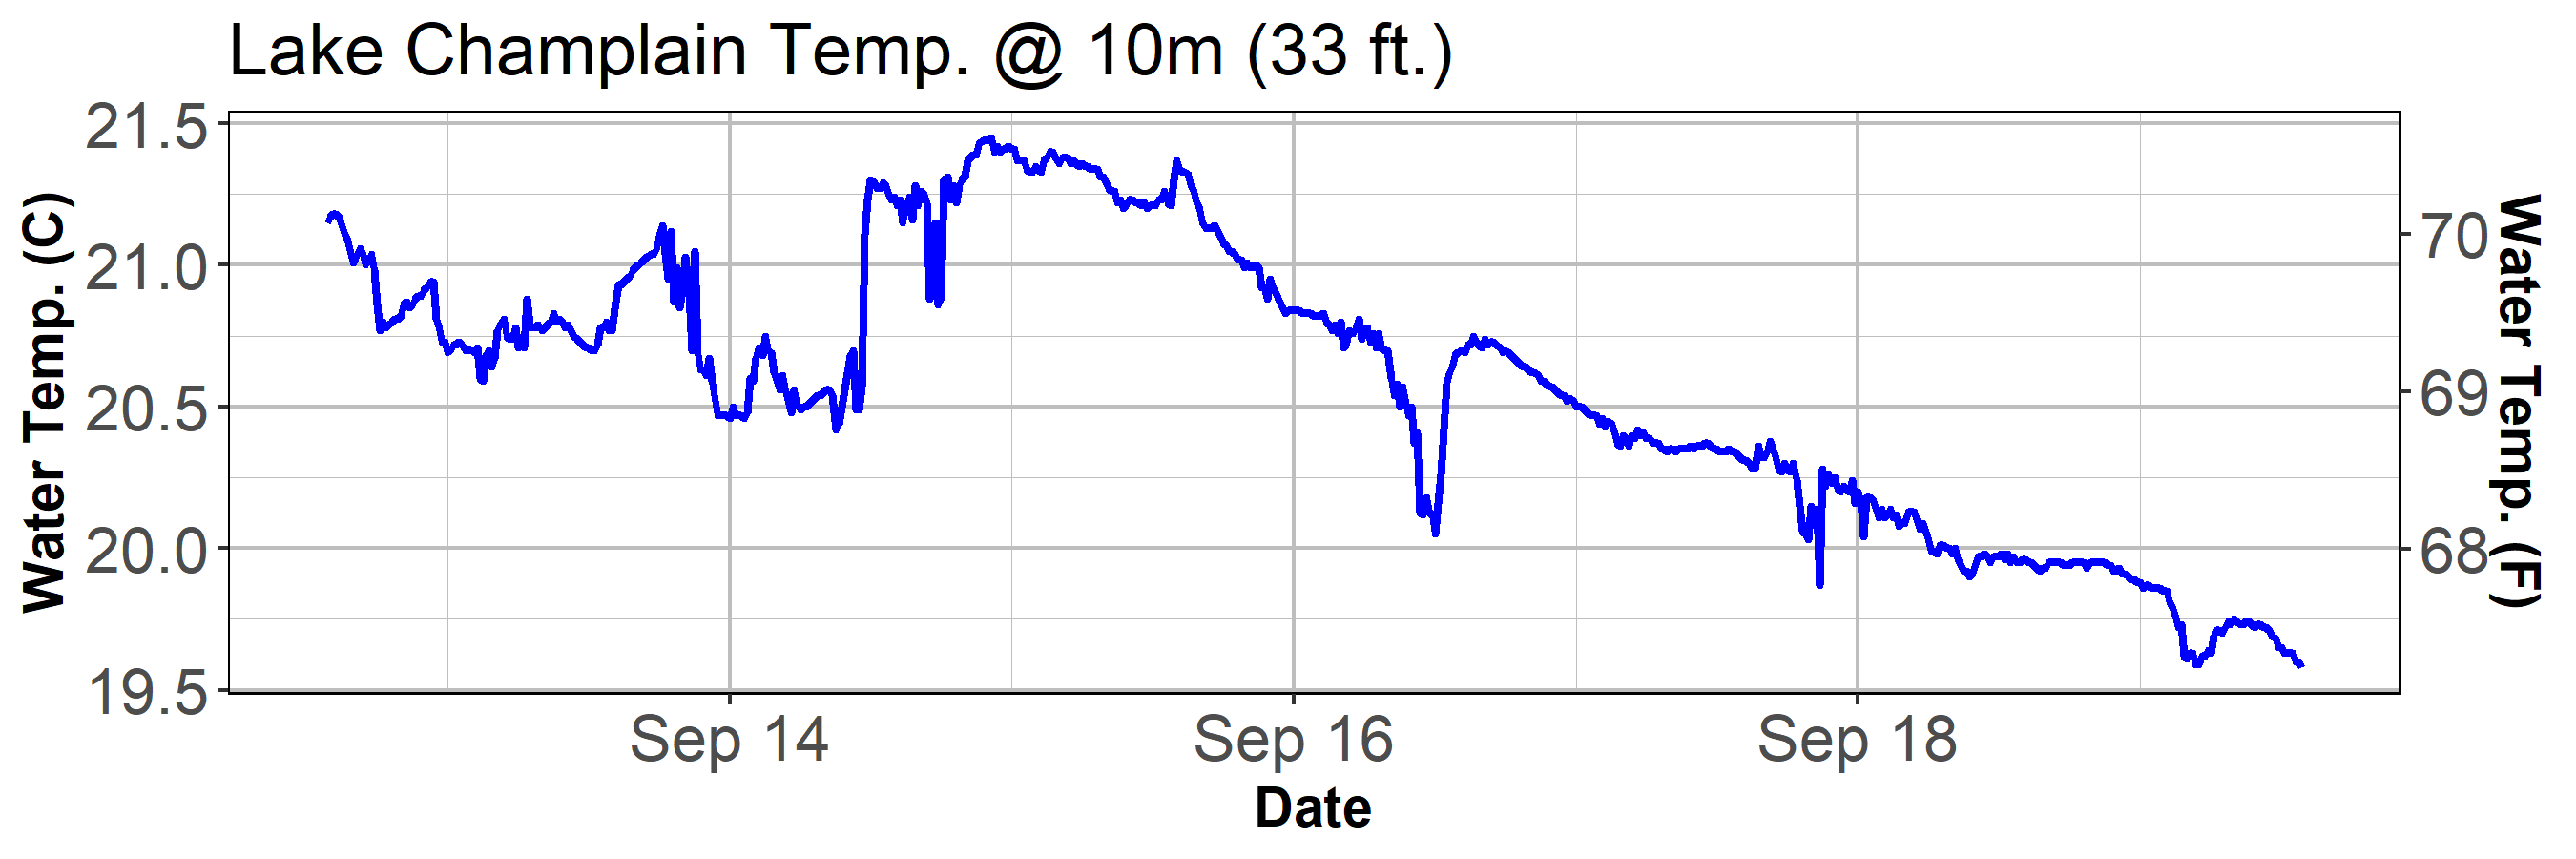 Lake Champlain Temp. @ 10m (33 ft.)
Water Temp. (C)
21.5
21.0
20.5
20.0
19.5
70
69
68
Water Temp. (F)
Sep 14
Sep 16
Sep 18
Date